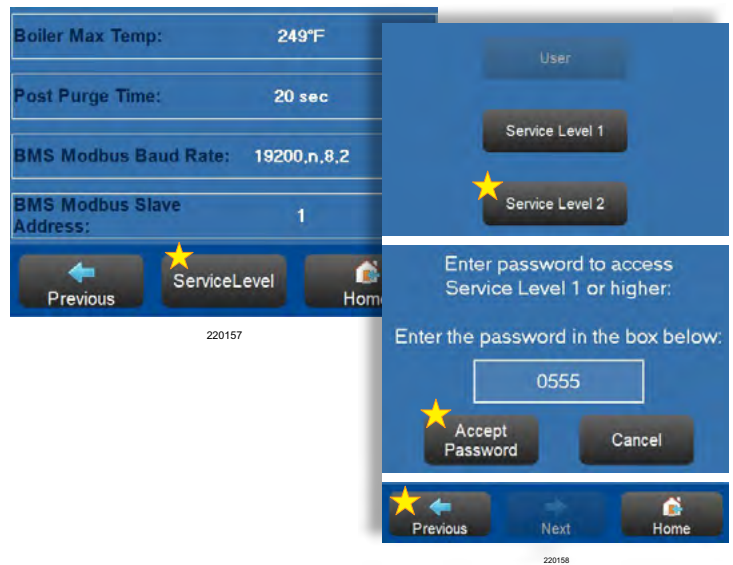 Boiler Max Temp: 249°F
Post Purge Time: 20 sec
BMS Modbus Baud Rate: 19200,n,8,2
BMS Modbus Slave
Address: 1
Previous ServiceLevel Hom
220157
User
Service Level 1
Service Level 2
Enter password to access
Service Level 1 or higher:
Enter the password in the box below:
0555
Accept
Password
Cancel
Previous Next Home
220158